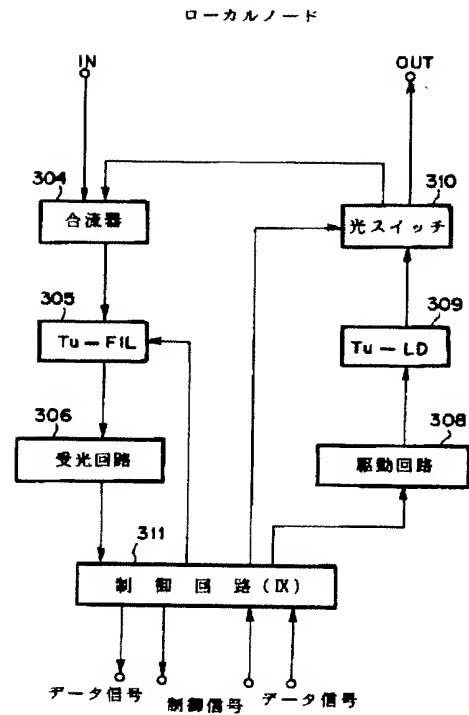 ローカルノード
IN
OUT
304
合流器
310
光スイッチ
305
Tu-FIL
309
Tu-LD
306
受光回路
308
駆動回路
311
制御回路(IX)
データ信号
制御信号
データ信号